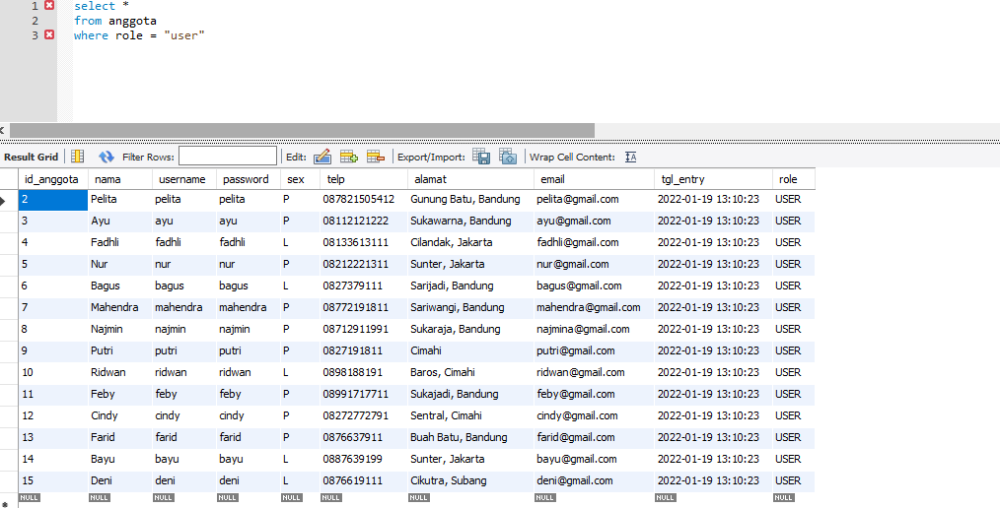 1 select *
2 from anggota
3 where role = "user"
Result Grid Filter Rows: Edit: Export/Import: Wrap Cell Content:
id_anggota nama username password sex telp alamat email tgl_entry role
2 Pelita pelita pelita P 087821505412 Gunung Batu, Bandung pelita@gmail.com 2022-01-19 13:10:23 USER
3 Ayu ayu ayu P 08112121222 Sukawarna, Bandung ayu@gmail.com 2022-01-19 13:10:23 USER
4 Fadhli fadhli fadhli L 08133613111 Cilandak, Jakarta fadhli@gmail.com 2022-01-19 13:10:23 USER
5 Nur nur nur P 08212221311 Sunter, Jakarta nur@gmail.com 2022-01-19 13:10:23 USER
6 Bagus bagus bagus L 0827379111 Sarijadi, Bandung bagus@gmail.com 2022-01-19 13:10:23 USER
7 Mahendra mahendra mahendra P 08772191811 Sariwangi, Bandung mahendra@gmail.com 2022-01-19 13:10:23 USER
8 Najmin najmin najmin P 08712911991 Sukaraja, Bandung najmina@gmail.com 2022-01-19 13:10:23 USER
9 Putri putri putri P 0827191811 Cimahi putri@gmail.com 2022-01-19 13:10:23 USER
10 Ridwan ridwan ridwan L 0898188191 Baros, Cimahi ridwan@gmail.com 2022-01-19 13:10:23 USER
11 Feby feby feby P 08991717711 Sukajadi, Bandung feby@gmail.com 2022-01-19 13:10:23 USER
12 Cindy cindy cindy P 08272772791 Sentral, Cimahi cindy@gmail.com 2022-01-19 13:10:23 USER
13 Farid farid farid P 0876637911 Buah Batu, Bandung farid@gmail.com 2022-01-19 13:10:23 USER
14 Bayu bayu bayu L 0887639199 Sunter, Jakarta bayu@gmail.com 2022-01-19 13:10:23 USER
15 Deni deni deni L 0876619111 Cikutra, Subang deni@gmail.com 2022-01-19 13:10:23 USER
NULL NULL NULL NULL NULL NULL NULL NULL NULL NULL